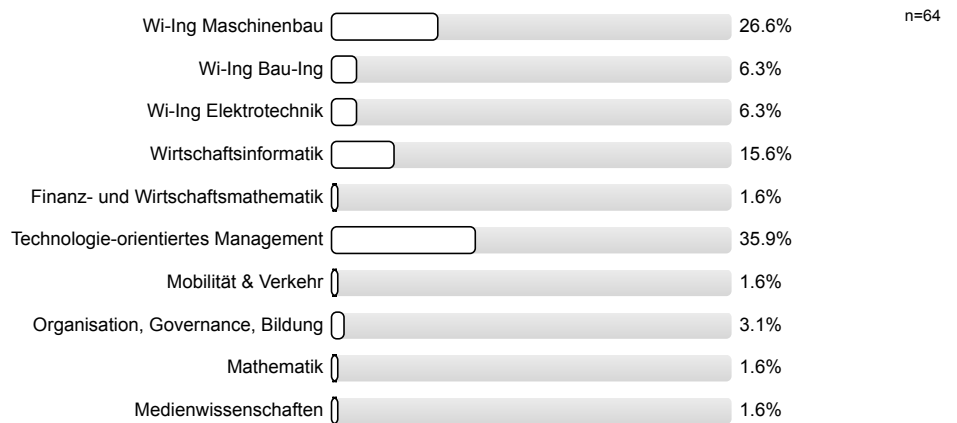 n=64
Wi-Ing Maschinenbau 26.6%
Wi-Ing Bau-Ing 6.3%
Wi-Ing Elektrotechnik 6.3%
Wirtschaftsinformatik 15.6%
Finanz- und Wirtschaftsmathematik 1.6%
Technologie-orientiertes Management 35.9%
Mobilität & Verkehr 1.6%
Organisation, Governance, Bildung 3.1%
Mathematik 1.6%
Medienwissenschaften 1.6%